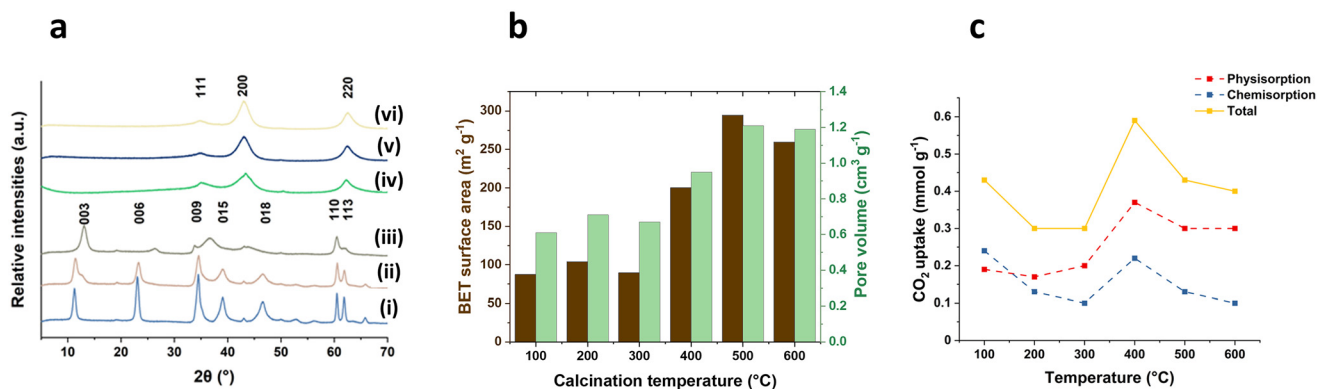 a
b
c
Relative intensities (a.u.)
111
200
220
(vi)
(v)
(iv)
003
006
009
015
018
110
113
(iii)
(ii)
(i)
10
20
30
40
50
60
70
2θ (°)
BET surface area (m² g⁻¹)
300
250
200
150
100
50
0
1.4
1.2
1.0
0.8
0.6
0.4
0.2
0.0
Pore volume (cm³ g⁻¹)
100
200
300
400
500
600
Calcination temperature (°C)
Physisorption
Chemisorption
Total
CO₂ uptake (mmol g⁻¹)
0.6
0.5
0.4
0.3
0.2
0.1
100
200
300
400
500
600
Temperature (°C)